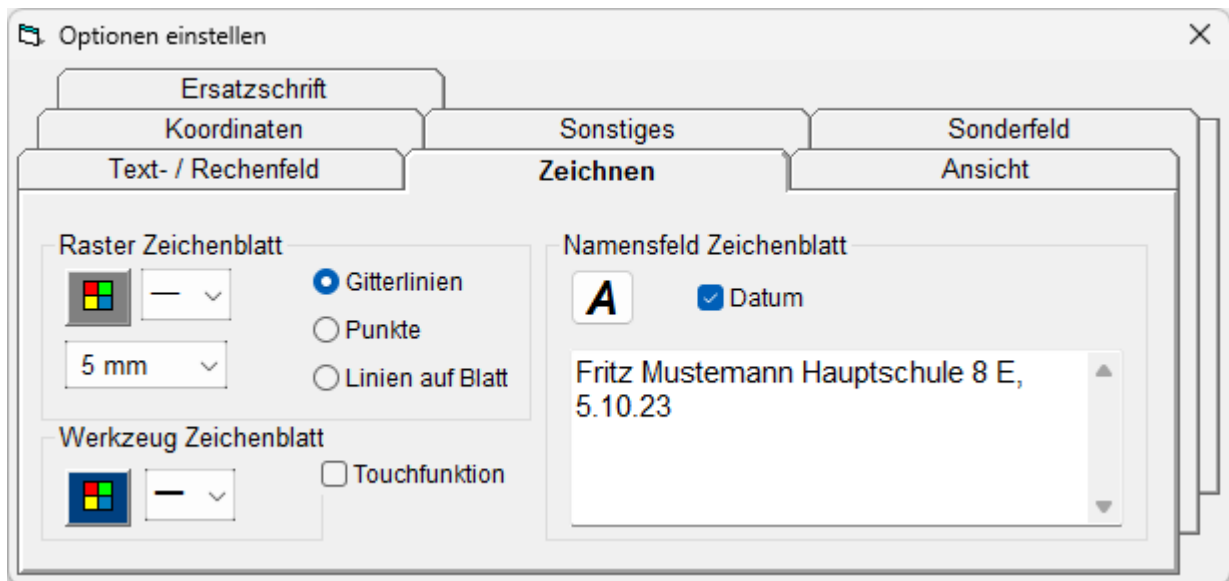 Optionen einstellen
Ersatzschrift
Koordinaten
Sonstiges
Sonderfeld
Text- / Rechenfeld
Zeichnen
Ansicht
Raster Zeichenblatt
Gitterlinien
Punkte
5 mm
Linien auf Blatt
Werkzeug Zeichenblatt
Touchfunktion
Namensfeld Zeichenblatt
A
Datum
Fritz Mustemann Hauptschule 8 E,
5.10.23